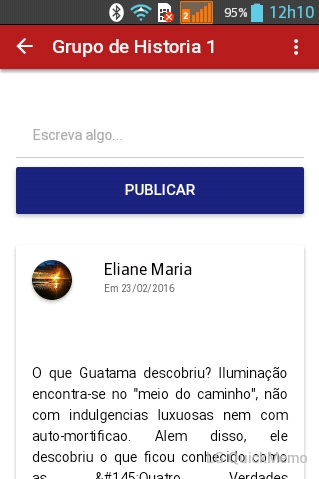 2 95% 12h10
Grupo de Historia 1
Escreva algo...
PUBLICAR
Eliane Maria
Em 23/02/2016
O que Guatama descobriu? Iluminação
encontra-se no "meio do caminho", não
com indulgencias luxuosas nem com
auto-mortificao. Alem disso, ele
descobriu o que ficou conhecido como
LG QuickMemo
as &#145;Quatro Verdades